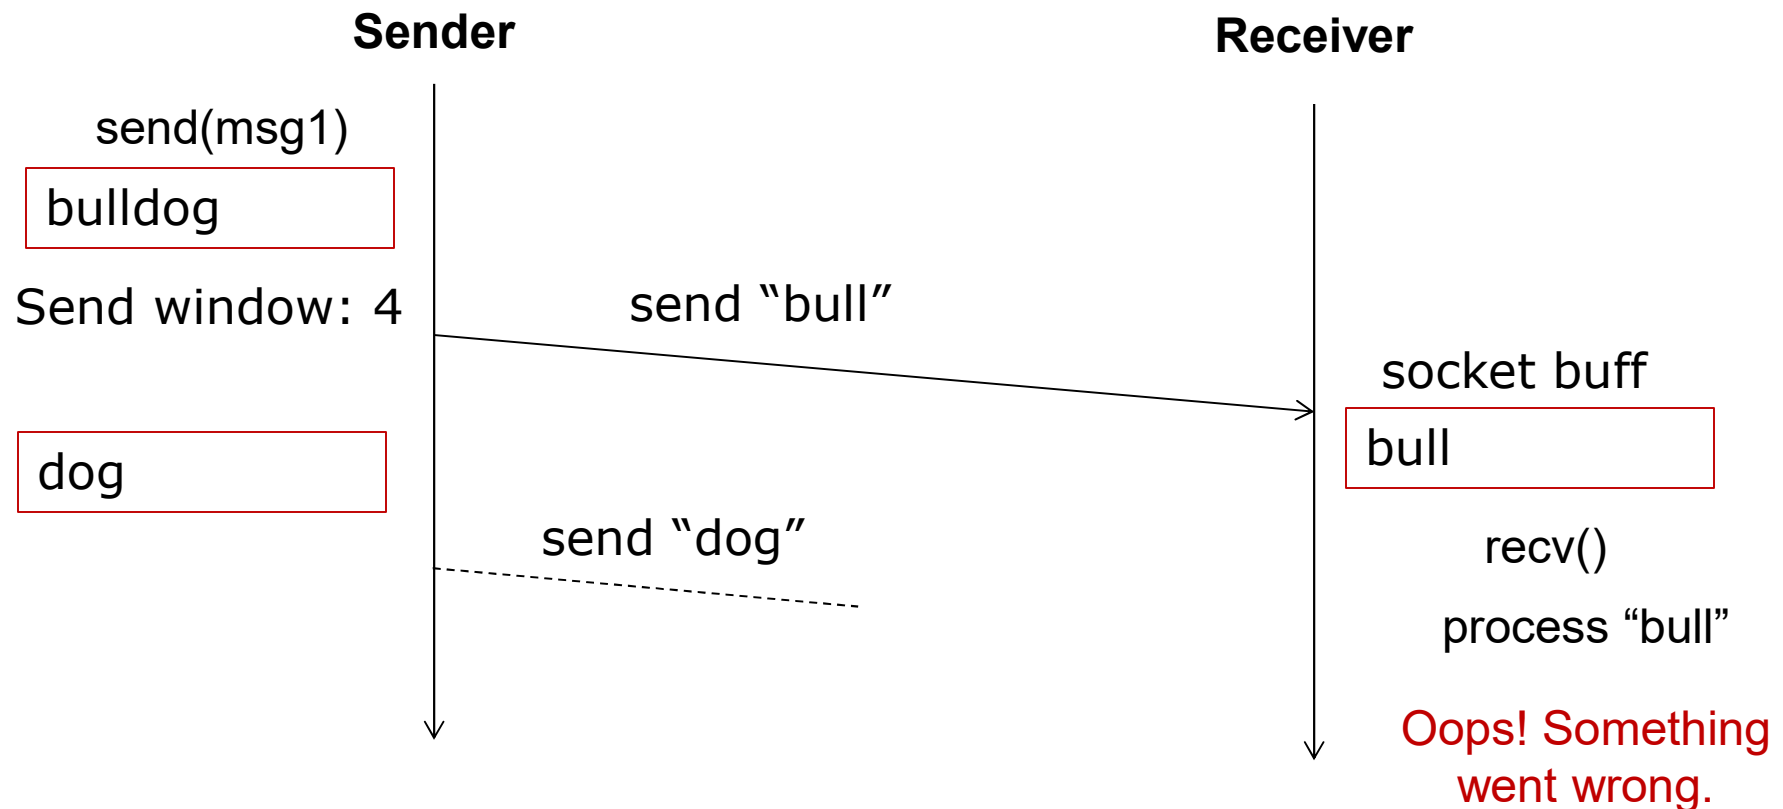 Sender
Receiver
send(msg1)
bulldog
Send window: 4
send “bull”
socket buff
bull
dog
send “dog”
recv()
process “bull”
Oops! Something
went wrong.